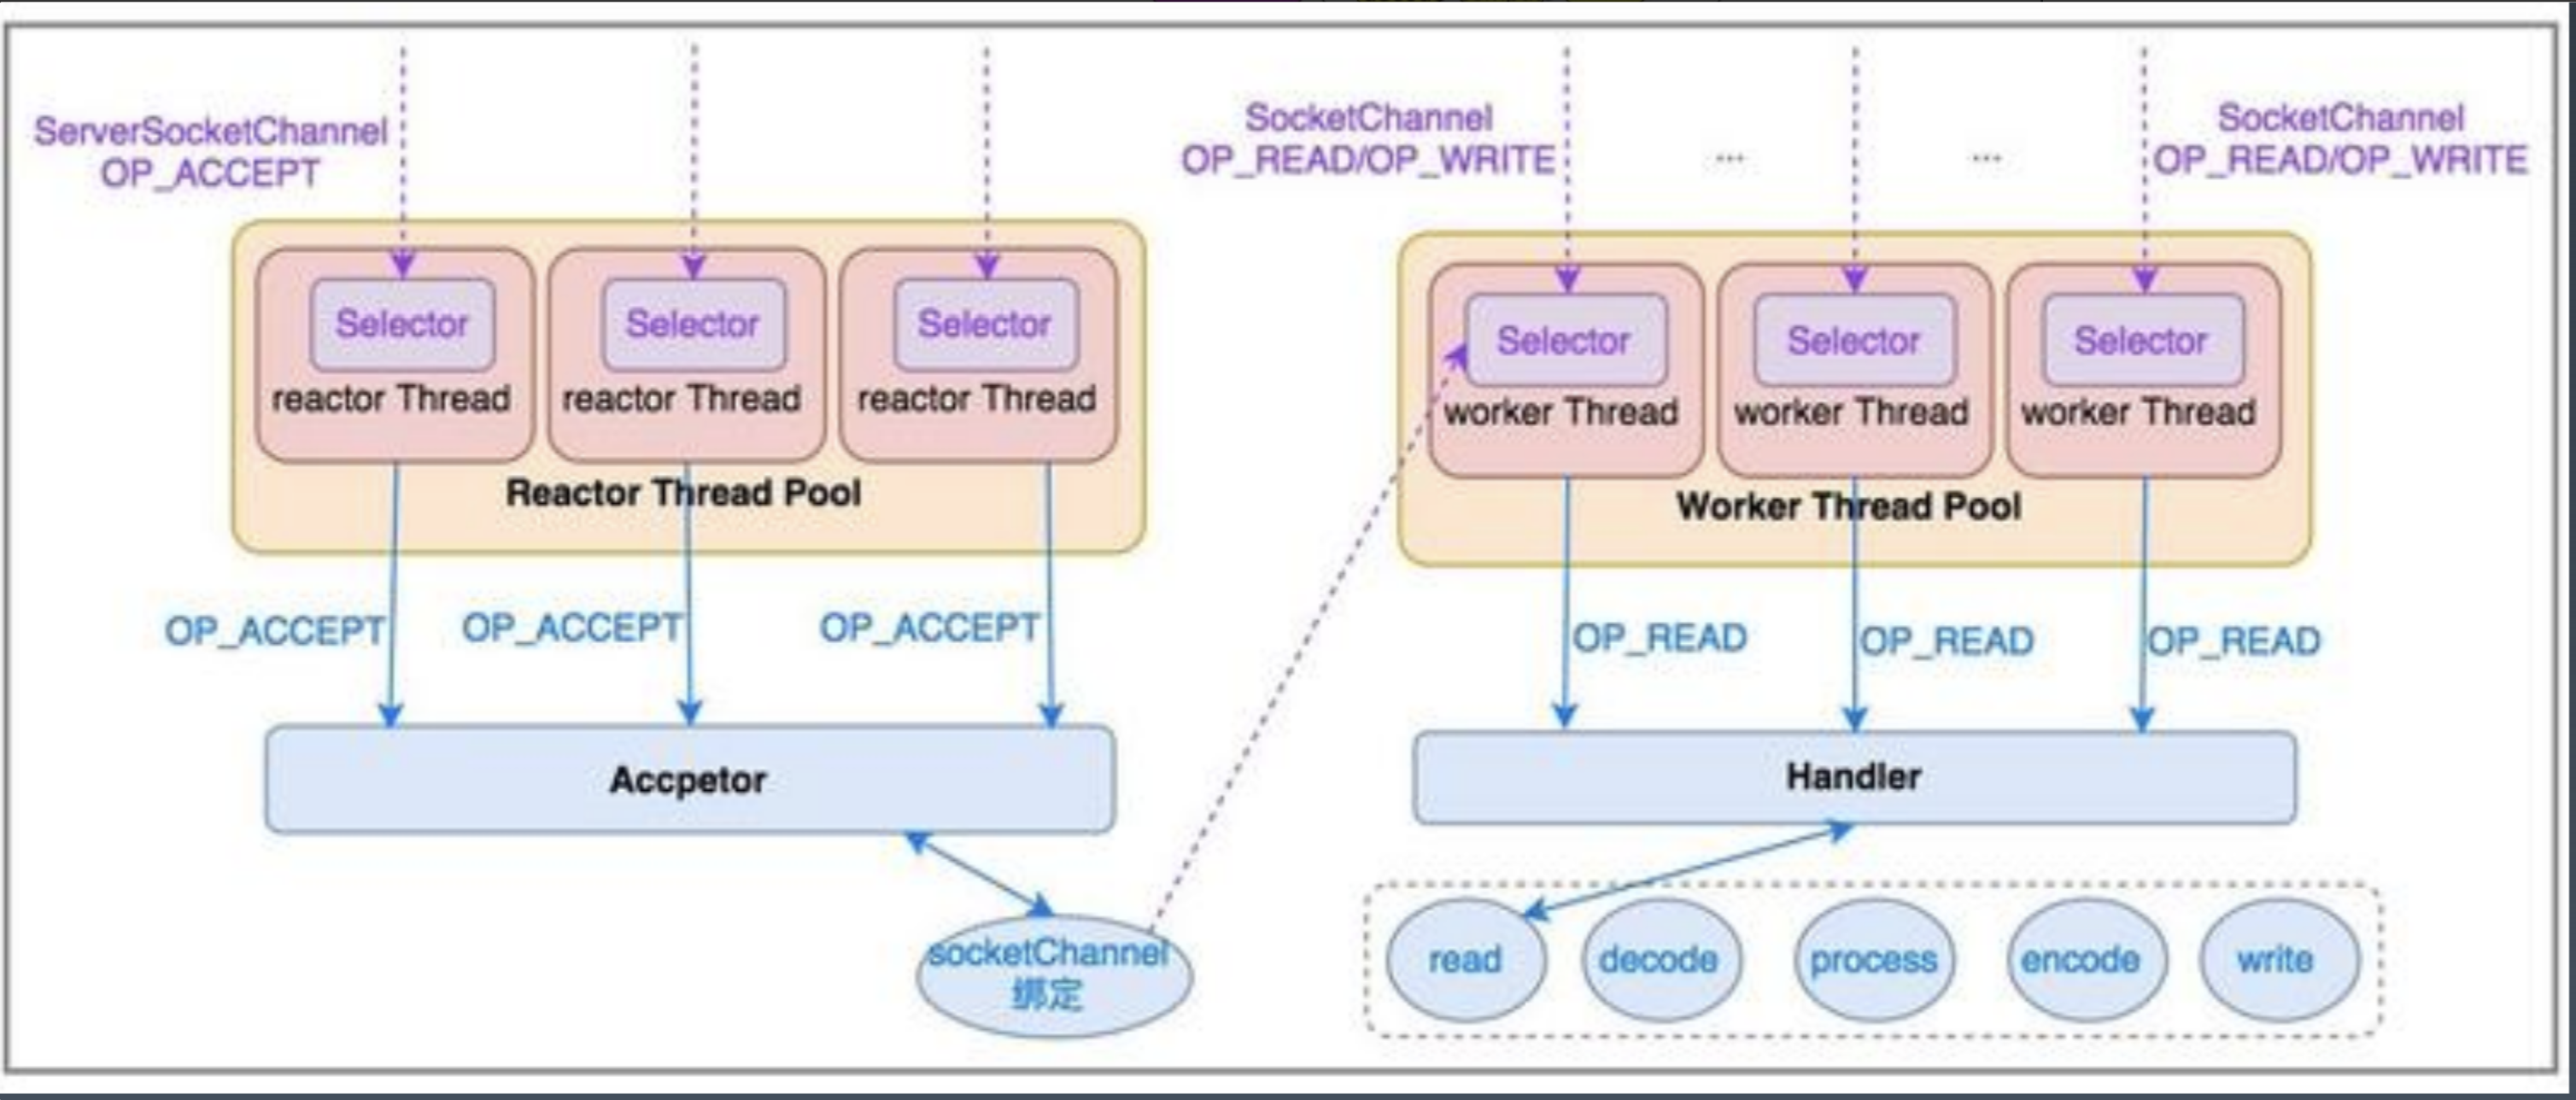 ServerSocketChannel
OP_ACCEPT
SocketChannel
OP_READ/OP_WRITE
...
...
SocketChannel
OP_READ/OP_WRITE
Selector
reactor Thread
Selector
reactor Thread
Selector
reactor Thread
Reactor Thread Pool
Selector
worker Thread
Selector
worker Thread
Selector
worker Thread
Worker Thread Pool
OP_ACCEPT
OP_ACCEPT
OP_ACCEPT
OP_READ
OP_READ
OP_READ
Accpetor
Handler
socketChannel
绑定
read
decode
process
encode
write